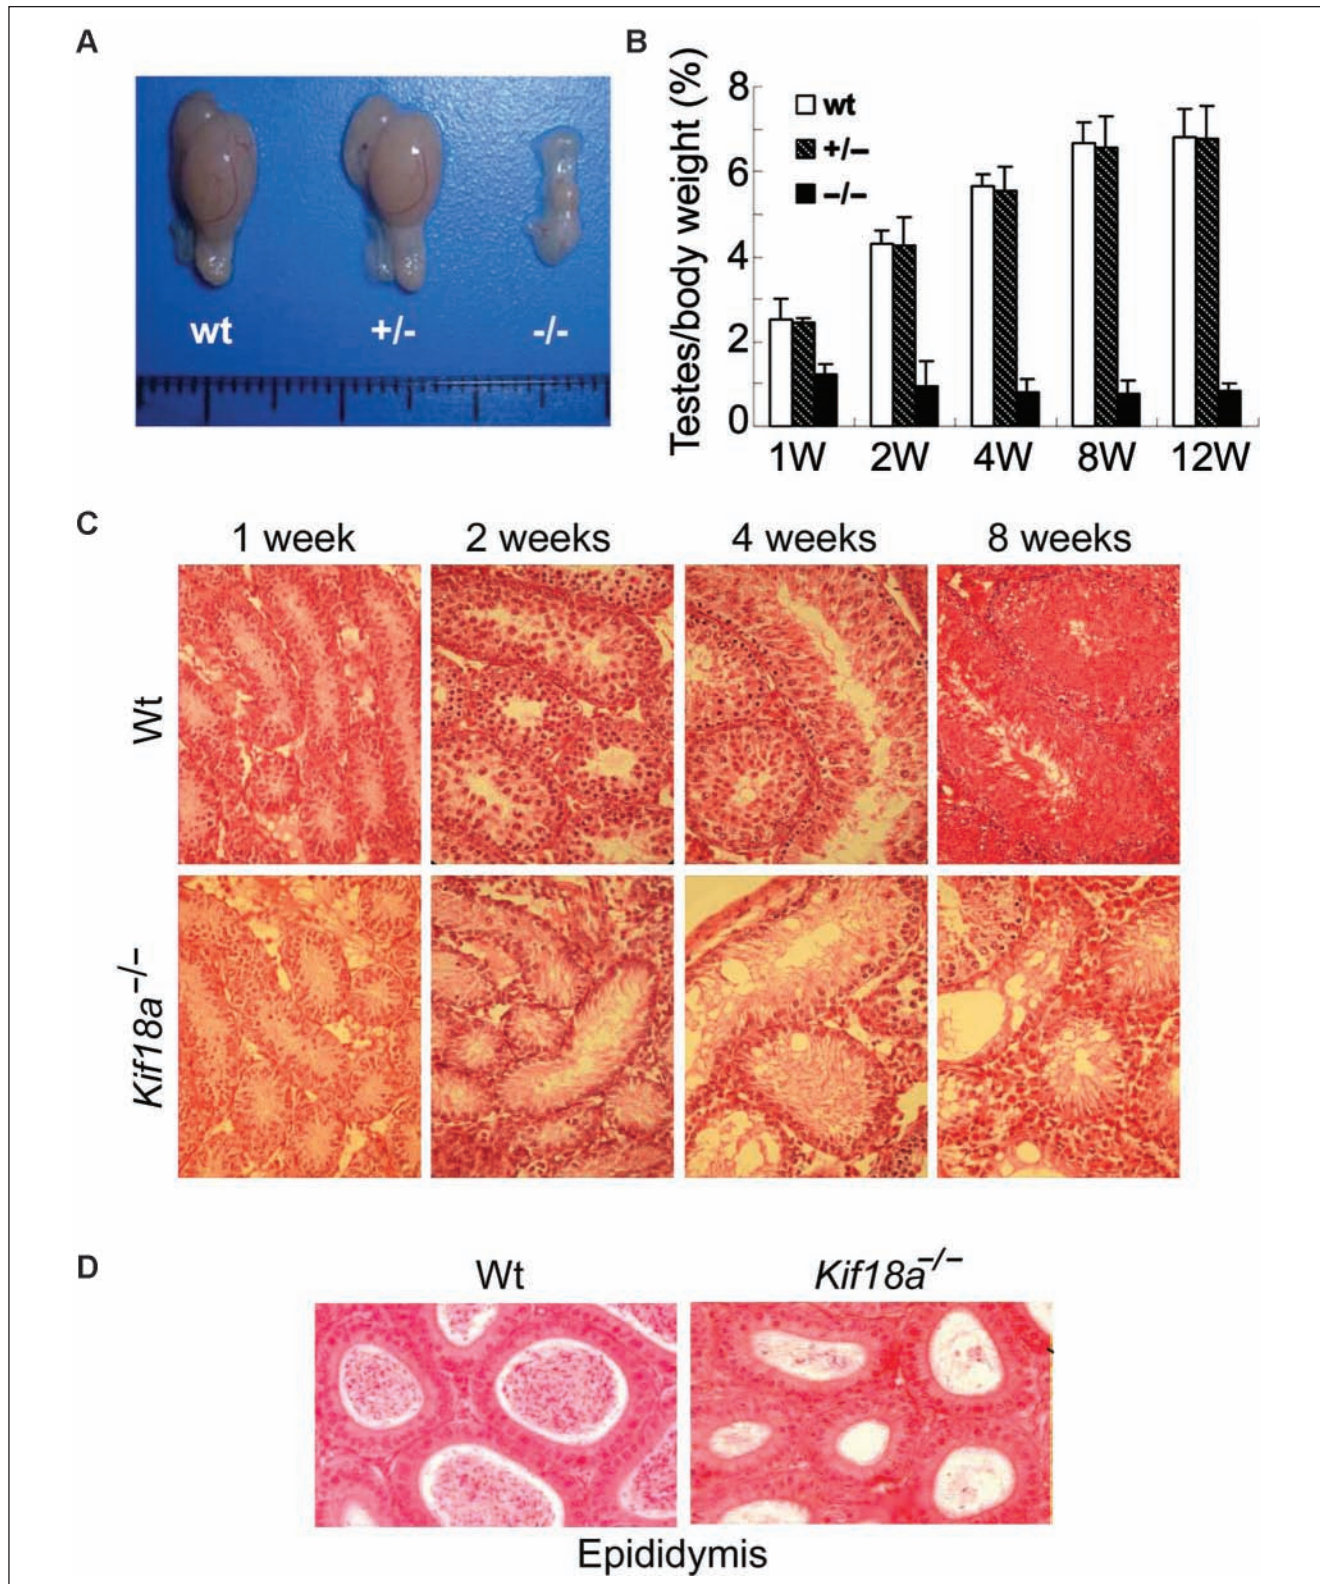 A
wt
+/-
-/-
B
Testes/body weight (%)
8
6
4
2
0
wt
+/−
−/−
1W 2W 4W 8W 12W
C
1 week 2 weeks 4 weeks 8 weeks
Wt
Kif18a−/−
D
Wt Kif18a−/−
Epididymis